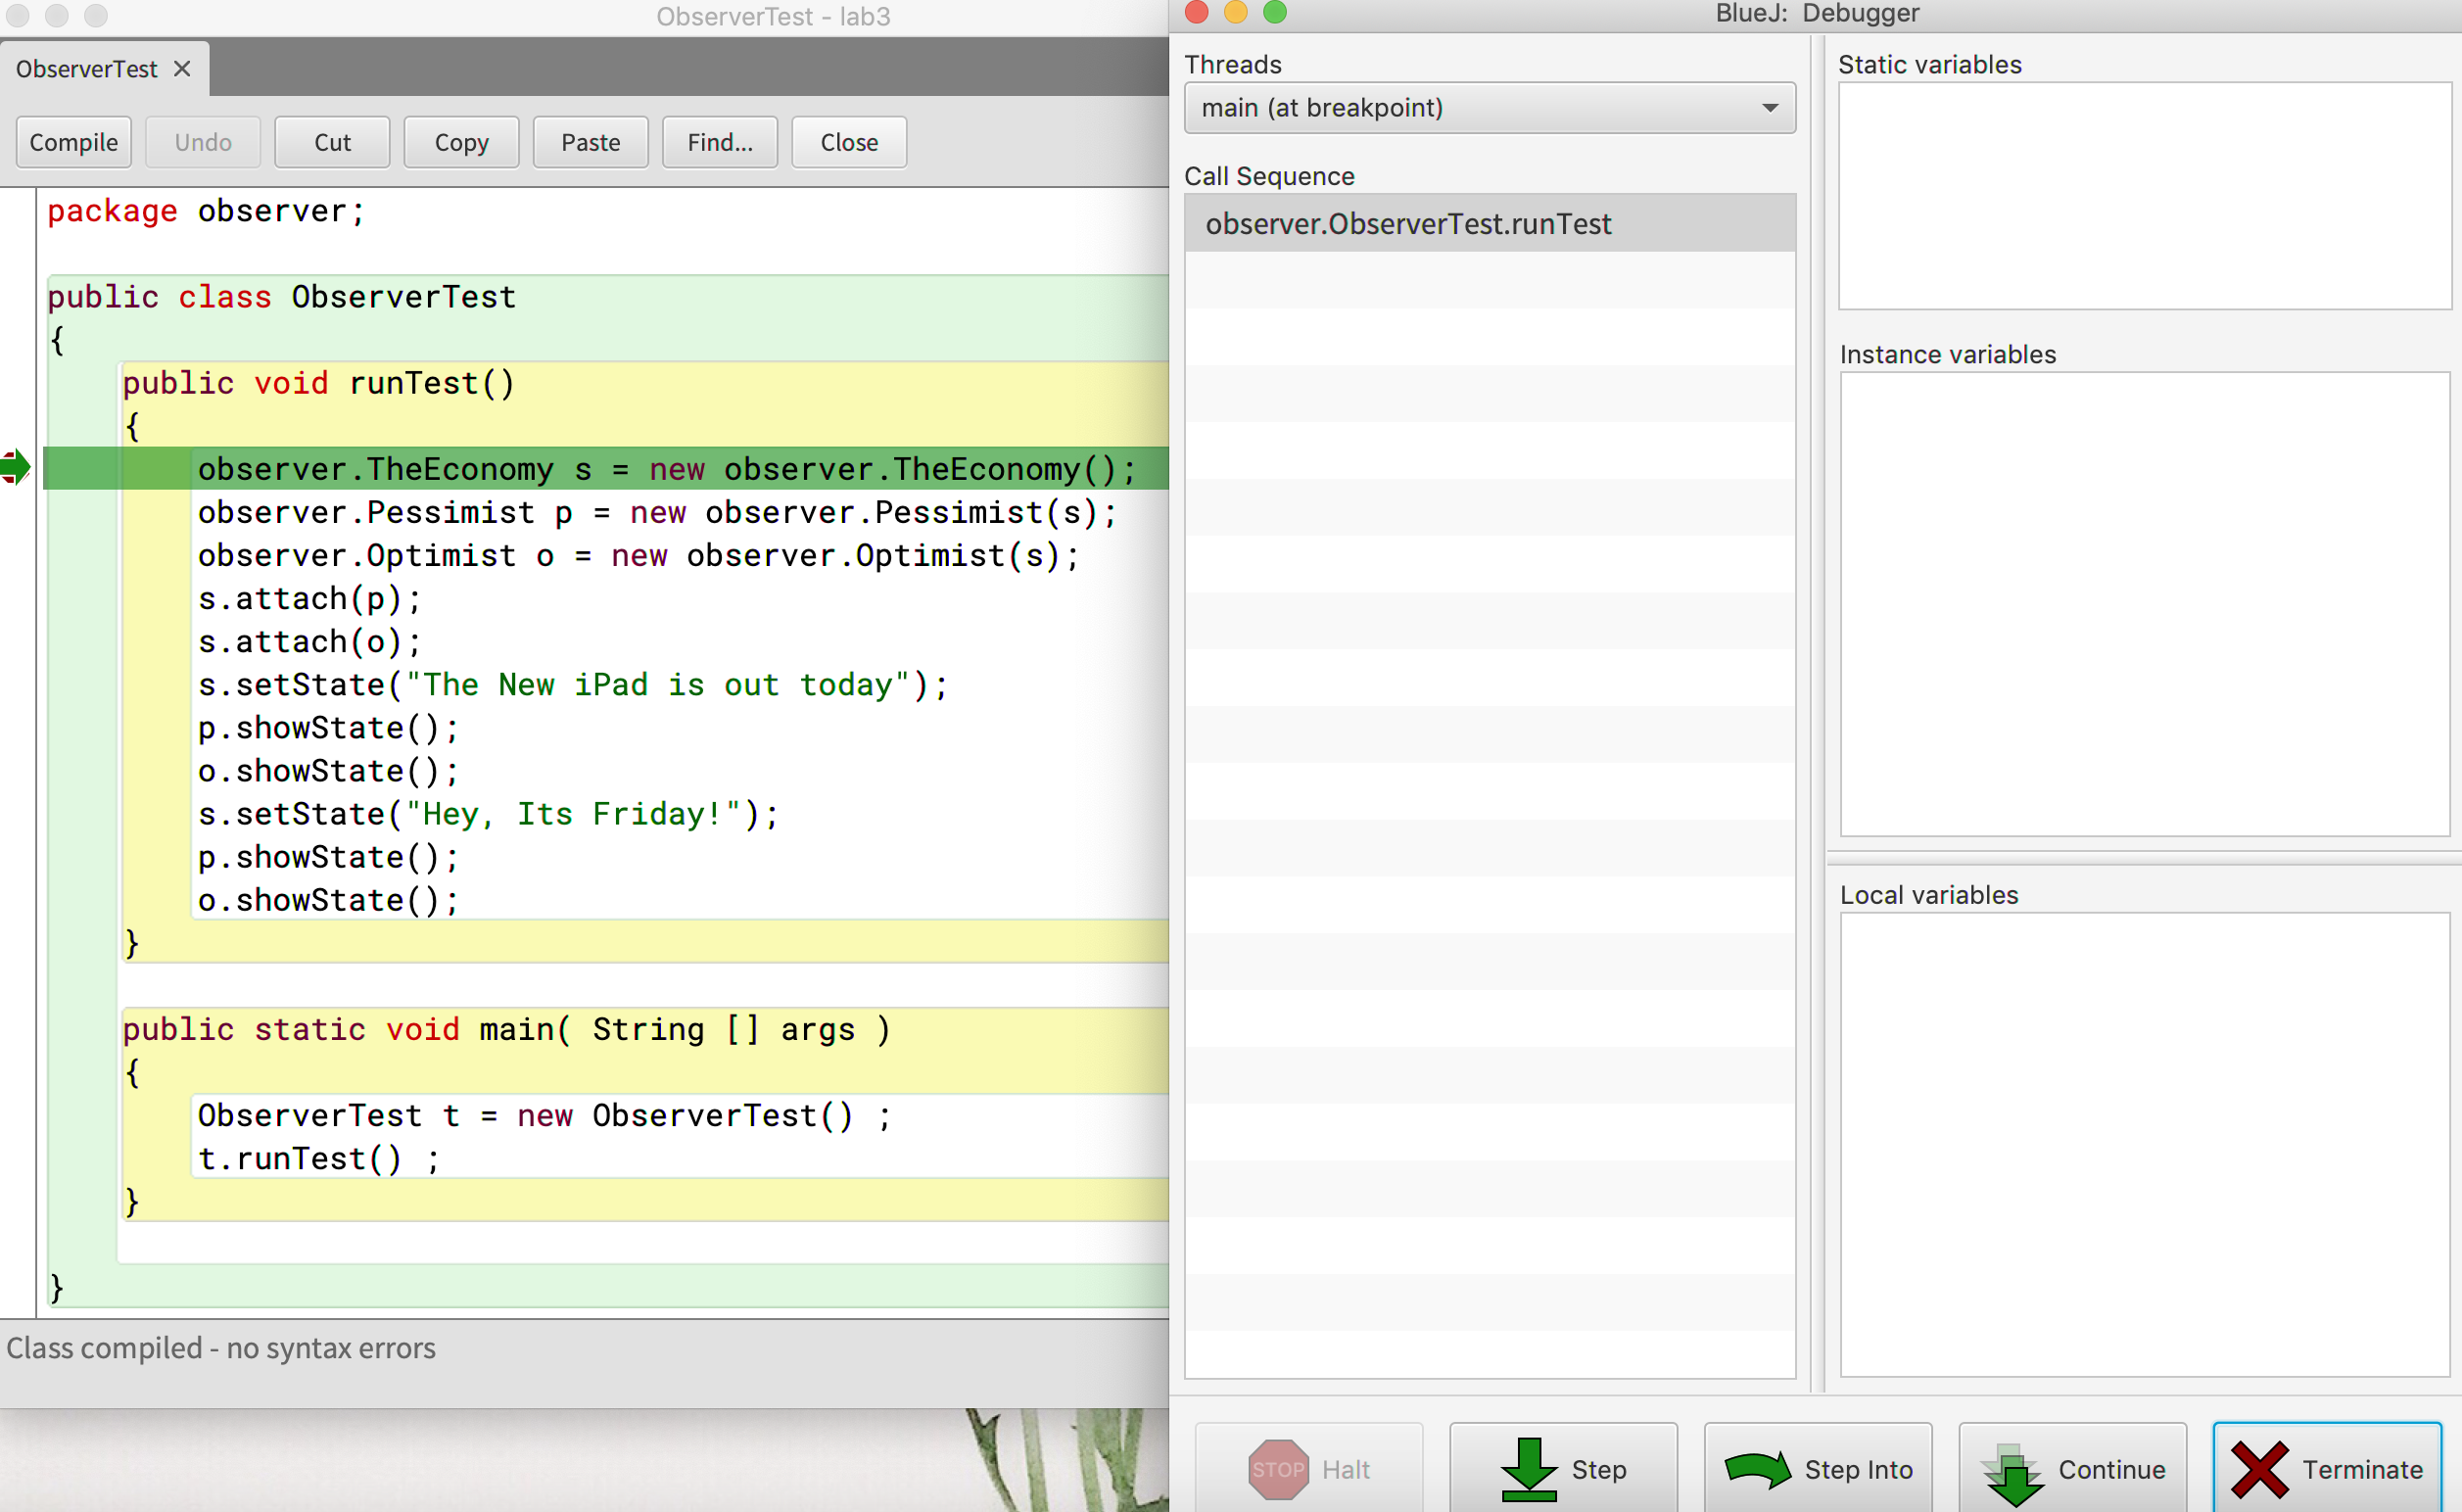 ObserverTest - lab3
ObserverTest
Compile Undo Cut Copy Paste Find... Close
package observer;
public class ObserverTest
{
public void runTest()
{
observer.TheEconomy s = new observer.TheEconomy();
observer.Pessimist p = new observer.Pessimist(s);
observer.Optimist o = new observer.Optimist(s);
s.attach(p);
s.attach(o);
s.setState("The New iPad is out today");
p.showState();
o.showState();
s.setState("Hey, Its Friday!");
p.showState();
o.showState();
}
public static void main( String [] args )
{
ObserverTest t = new ObserverTest() ;
t.runTest() ;
}
}
Class compiled - no syntax errors
BlueJ: Debugger
Threads
main (at breakpoint)
Call Sequence
observer.ObserverTest.runTest
Static variables
Instance variables
Local variables
STOP Halt Step Step Into Continue Terminate